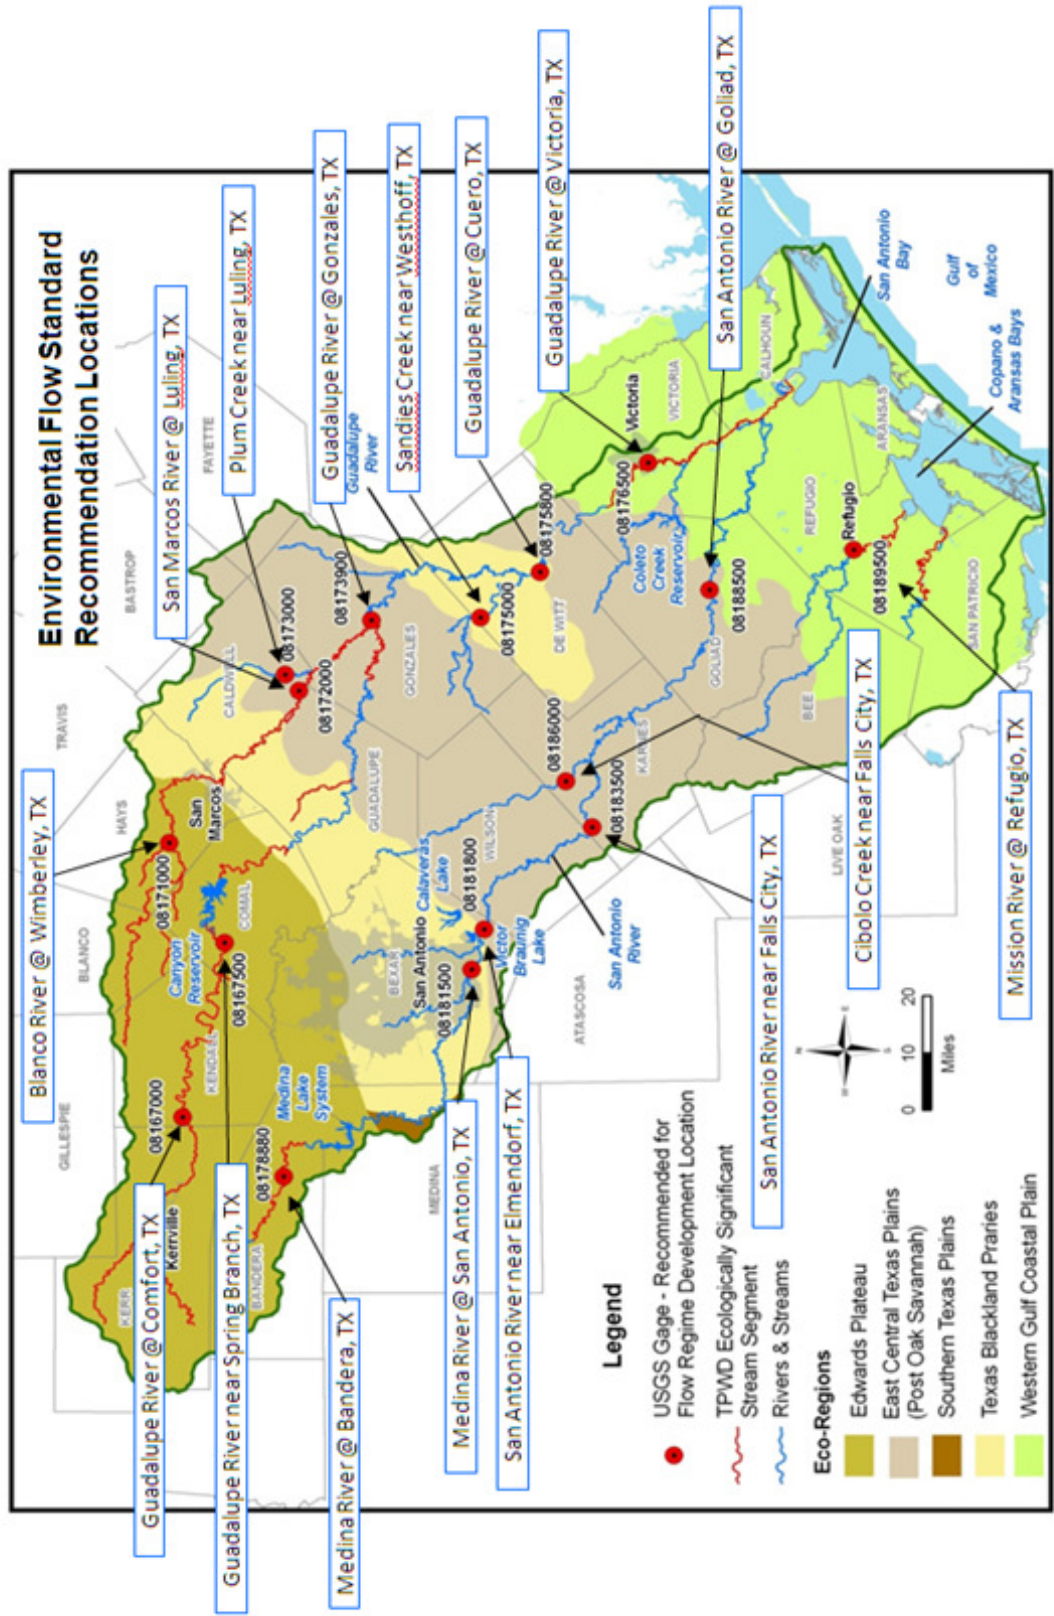 Environmental Flow Standard
Recommendation Locations
Blanco River @ Wimberley, TX
San Marcos River @ Luling, TX
Plum Creek near Luling, TX
Guadalupe River @ Gonzales, TX
Sandies Creek near Westhoff, TX
Guadalupe River @ Cuero, TX
Guadalupe River @ Victoria, TX
San Antonio River @ Goliad, TX
Guadalupe River @ Comfort, TX
Guadalupe River near Spring Branch, TX
Medina River @ Bandera, TX
Medina River @ San Antonio, TX
San Antonio River near Elmendorf, TX
San Antonio River near Falls City, TX
Cibolo Creek near Falls City, TX
Mission River @ Refugio, TX
GILLESPIE
BLANCO
HAYS
TRAVIS
BASTROP
FAYETTE
KERR
Kerrville
BANDERA
08167000
KENDALL
08178880
Medina
Lake
System
MEDINA
Canyon
Reservoir
08171000
08167500
COMAL
San
Marcos
CALDWELL
08173000
08172000
08173900
Guadalupe
River
GUADALUPE
GONZALES
BEXAR
San Antonio
08181500
Calaveras
Lake
08181800
Victor
Braunig
Lake
WILSON
ATASCOSA
San Antonio
River
08175000
08175800
DE WITT
08186000
08183500
KARNES
LIVE OAK
BEE
GOLIAD
08188500
Coleto
Creek
Reservoir
08176500
Victoria
VICTORIA
CALHOUN
REFUGIO
Refugio
08189500
SAN PATRICIO
ARANSAS
San Antonio
Bay
Copano &
Aransas Bays
Gulf
of
Mexico
N
W
E
S
0
10
20
Miles
Legend
USGS Gage - Recommended for
Flow Regime Development Location
TPWD Ecologically Significant
Stream Segment
Rivers & Streams
Eco-Regions
Edwards Plateau
East Central Texas Plains
(Post Oak Savannah)
Southern Texas Plains
Texas Blackland Praries
Western Gulf Coastal Plain